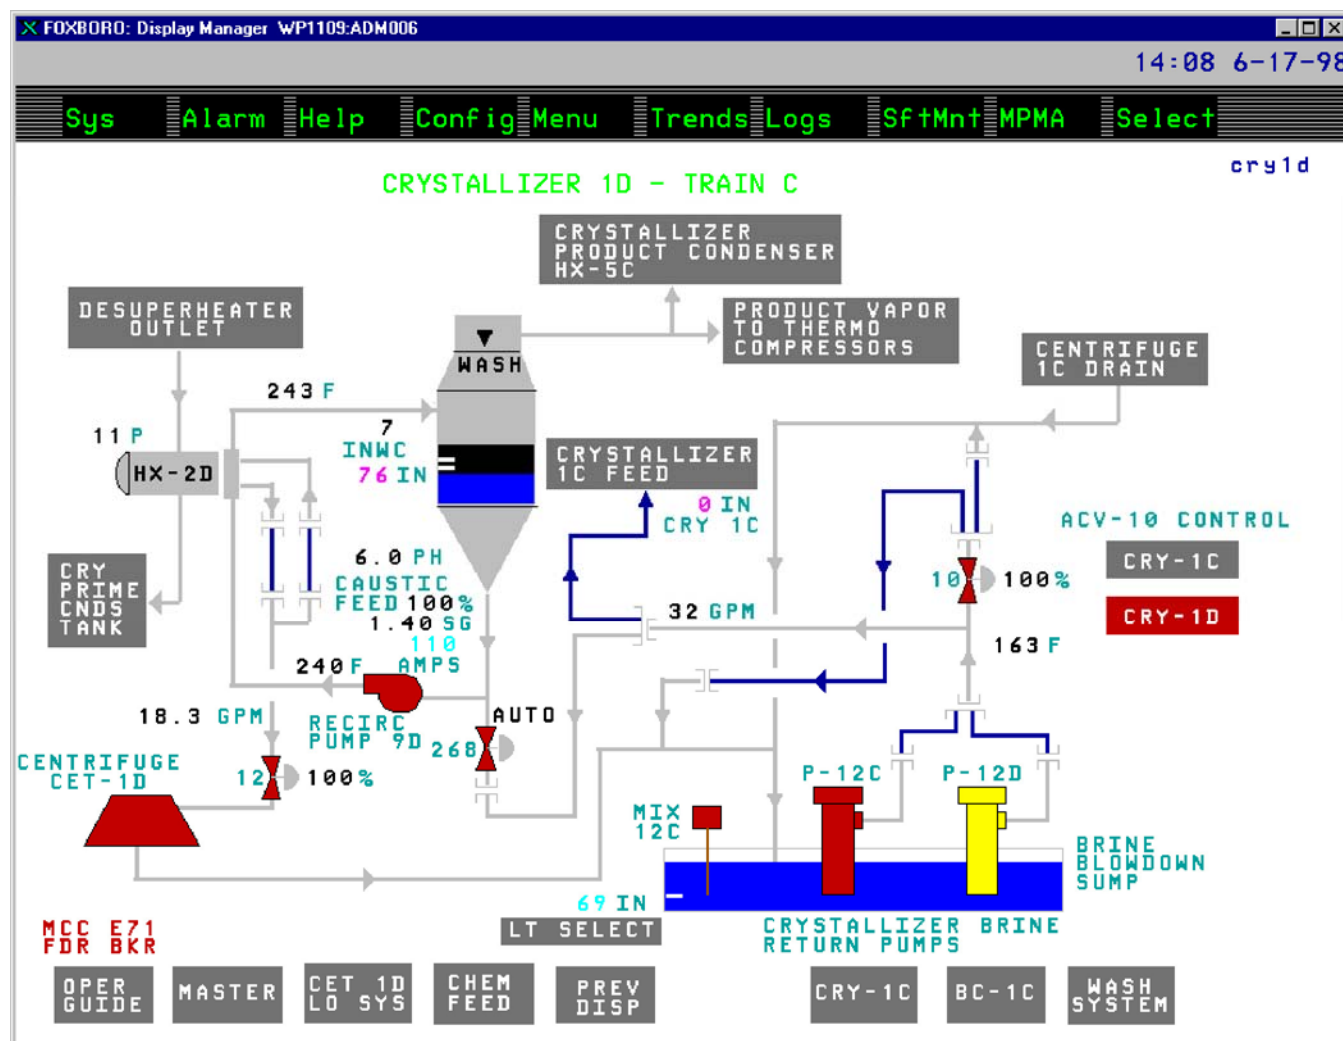 FOXBORO: Display Manager WP1109:ADM006
14:08 6-17-98
Sys Alarm Help Config Menu Trends Logs SftMnt MPMA Select
cry1d
CRYSTALLIZER 1D - TRAIN C
CRYSTALLIZER
PRODUCT CONDENSER
HX-5C
DESUPERHEATER
OUTLET
PRODUCT VAPOR
TO THERMO
COMPRESSORS
CENTRIFUGE
1C DRAIN
WASH
243 F
7
INWC
76 IN
11 P
HX-2D
CRYSTALLIZER
1C FEED
0 IN
CRY 1C
ACV-10 CONTROL
CRY-1C
CRY-1D
10
100%
CRY
PRIME
CNDS
TANK
6.0 PH
CAUSTIC
FEED 100%
1.40 SG
110
AMPS
32 GPM
163 F
240 F
RECIRC
PUMP 9D
18.3 GPM
AUTO
268
CENTRIFUGE
CET-1D
12
100%
P-12C
P-12D
MIX
12C
BRINE
BLOWDOWN
SUMP
69 IN
LT SELECT
CRYSTALLIZER BRINE
RETURN PUMPS
MCC E71
FDR BKR
OPER
GUIDE
MASTER
CET 1D
LO SYS
CHEM
FEED
PREV
DISP
CRY-1C
BC-1C
WASH
SYSTEM